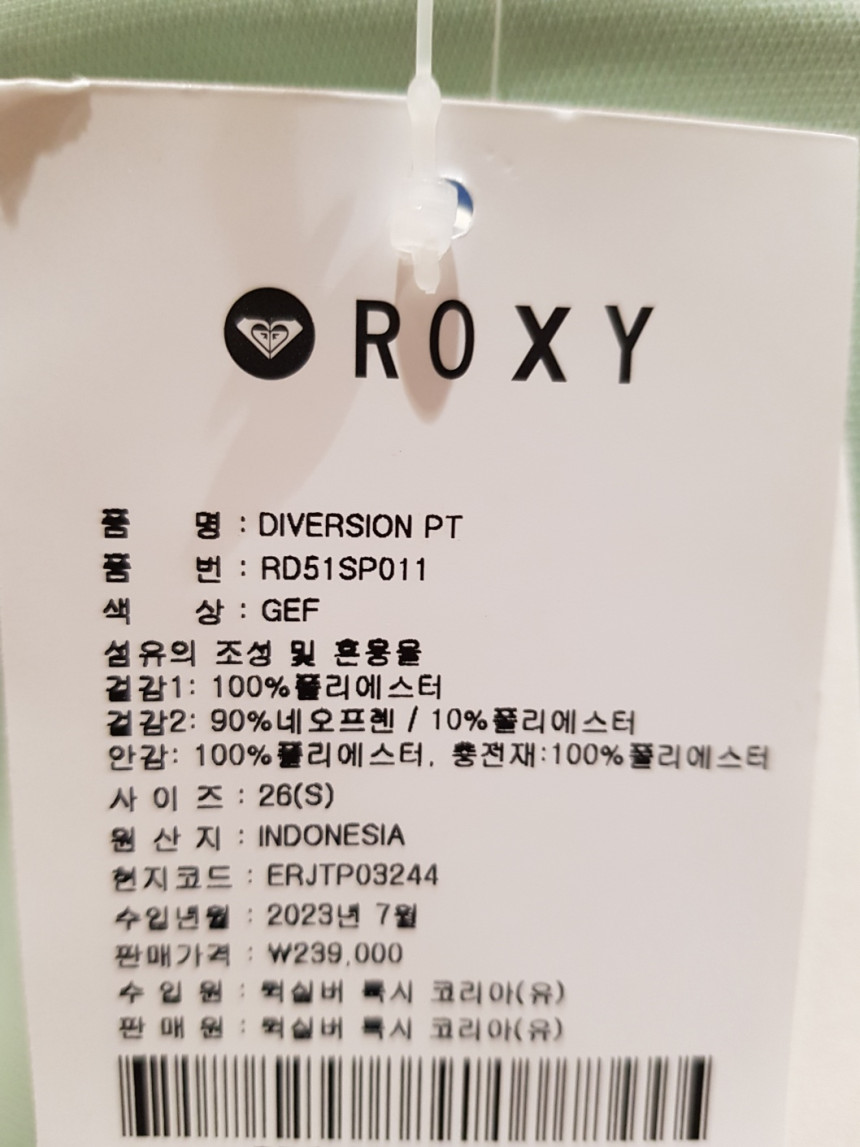 ROXY
품 명 : DIVERSION PT
품 번 : RD51SP011
색 상 : GEF
섬유의 조성 및 혼용율
겉감1: 100%폴리에스터
겉감2: 90%네오프렌 / 10%폴리에스터
안감: 100%폴리에스터, 충전재:100%폴리에스터
사 이 즈 : 26(S)
원 산 지 : INDONESIA
현지코드 : ERJTP03244
수입년월 : 2023년 7월
판매가격 : ₩239,000
수 입 원 : 퀵실버 록시 코리아(유)
판 매 원 : 퀵실버 록시 코리아(유)